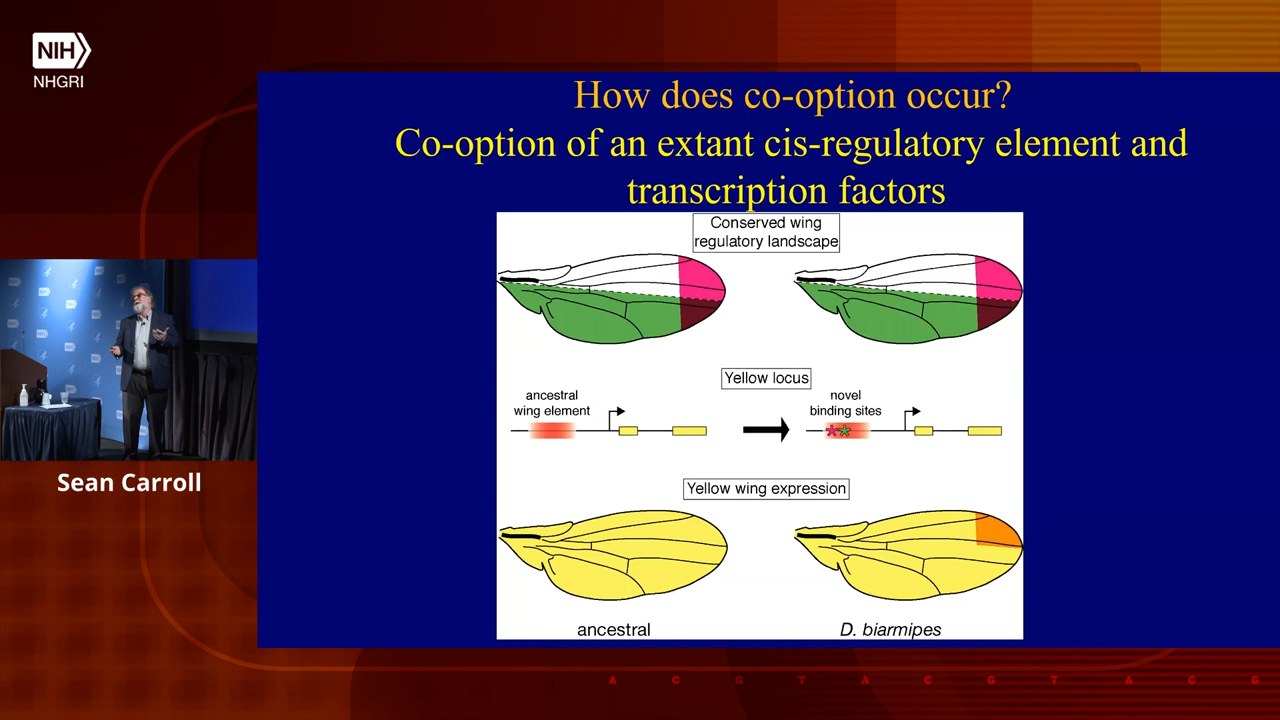 NIH
NHGRI
How does co-option occur?
Co-option of an extant cis-regulatory element and
transcription factors
Conserved wing
regulatory landscape
Yellow locus
ancestral
wing element
novel
binding sites
Yellow wing expression
ancestral
D. biarmipes
Sean Carroll
A C G T A C G T A C G